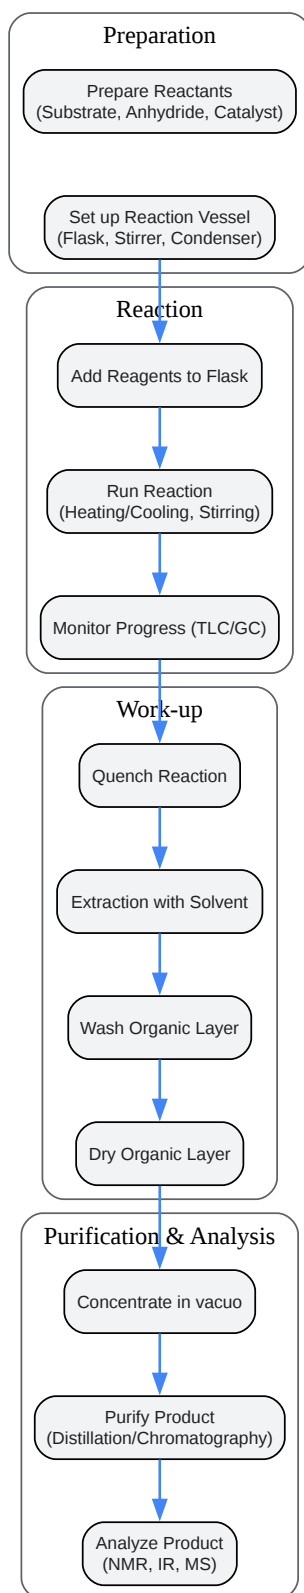 Preparation
Prepare Reactants
(Substrate, Anhydride, Catalyst)
Set up Reaction Vessel
(Flask, Stirrer, Condenser)
Reaction
Add Reagents to Flask
Run Reaction
(Heating/Cooling, Stirring)
Monitor Progress (TLC/GC)
Work-up
Quench Reaction
Extraction with Solvent
Wash Organic Layer
Dry Organic Layer
Purification & Analysis
Concentrate in vacuo
Purify Product
(Distillation/Chromatography)
Analyze Product
(NMR, IR, MS)